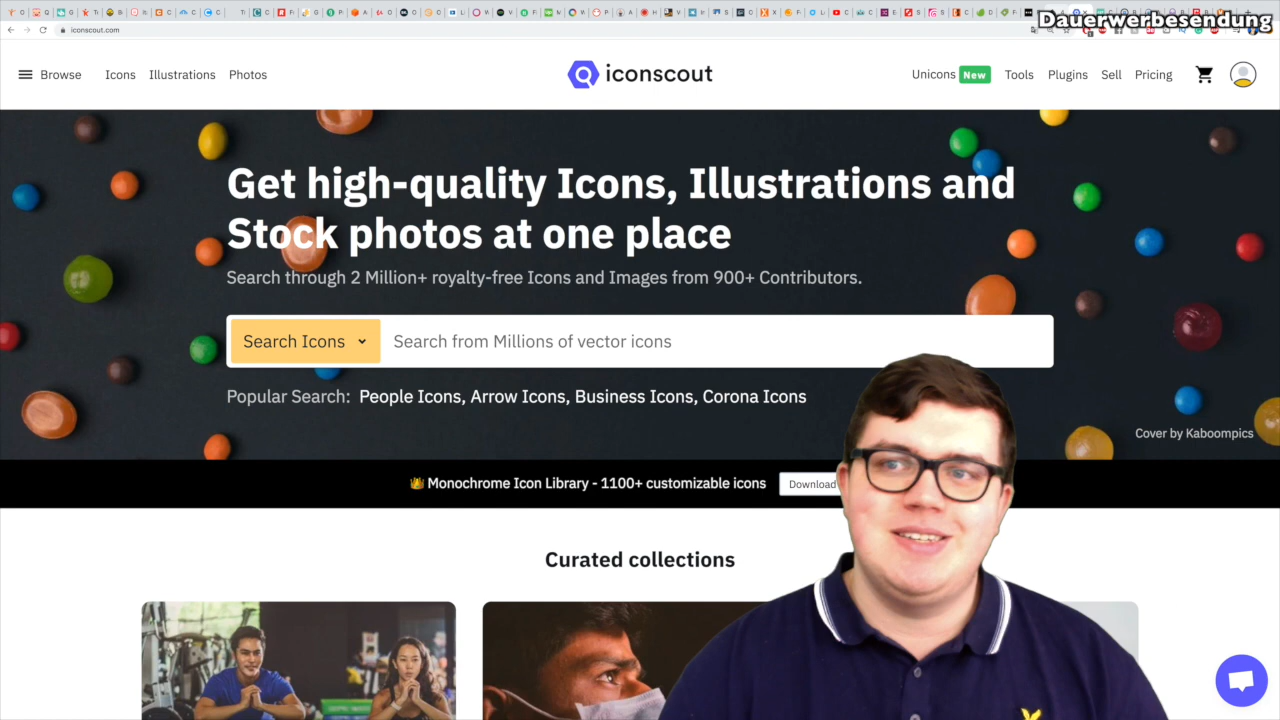 Dauerwerbesendung
iconscout.com
Browse
Icons
Illustrations
Photos
iconscout
Unicons New
Tools
Plugins
Sell
Pricing
Get high-quality Icons, Illustrations and
Stock photos at one place
Search through 2 Million+ royalty-free Icons and Images from 900+ Contributors.
Search Icons
Search from Millions of vector icons
Popular Search: People Icons, Arrow Icons, Business Icons, Corona Icons
Cover by Kaboompics
Monochrome Icon Library - 1100+ customizable icons
Download
Curated collections